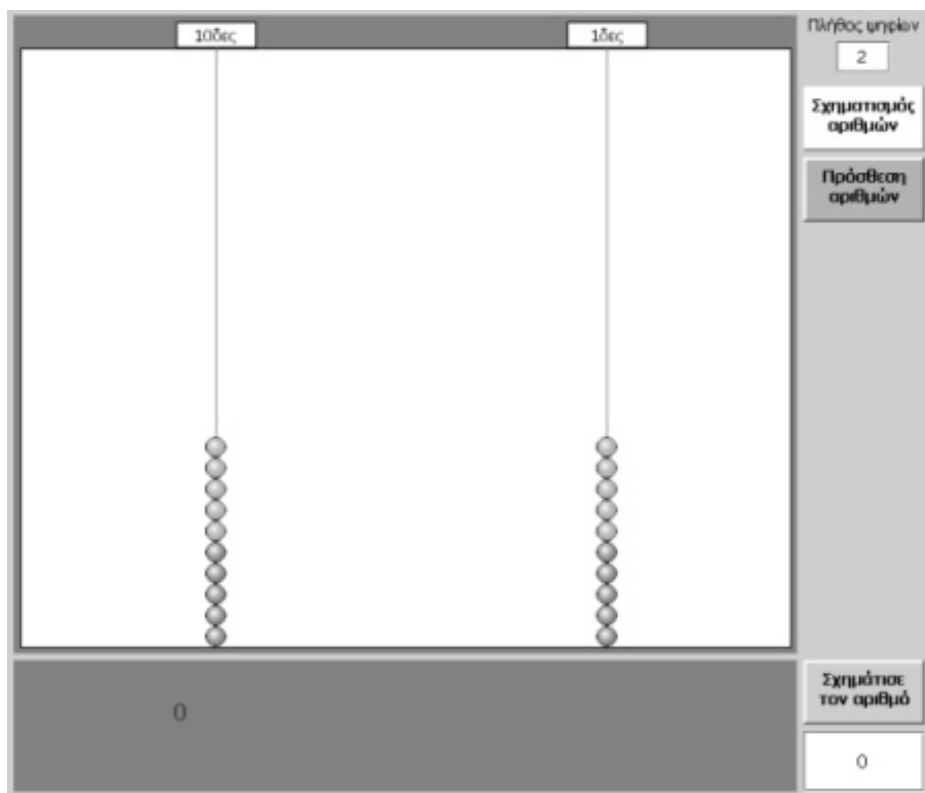 10δες
1δες
Πλήθος ψηφίων
2
Σχηματισμός
αριθμών
Πρόσθεση
αριθμών
0
Σχημάτισε
τον αριθμό
0